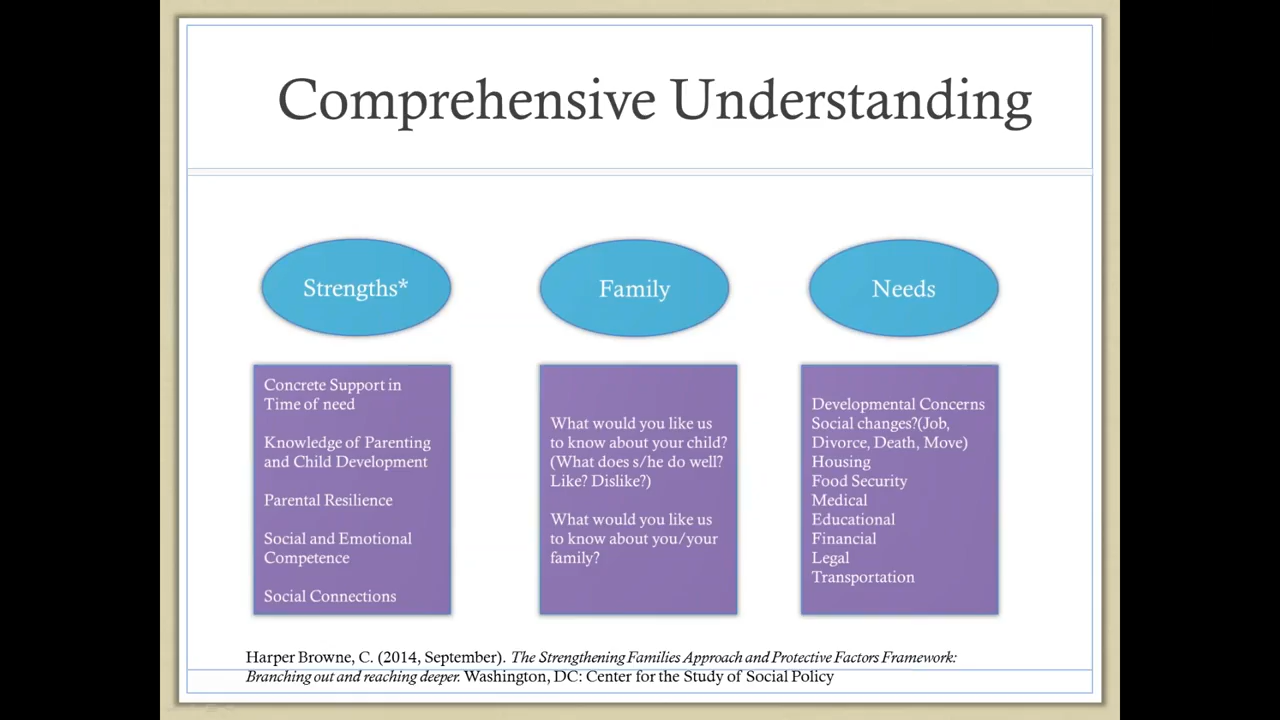 Comprehensive Understanding
Strengths*
Family
Needs
Concrete Support in
Time of need
Knowledge of Parenting
and Child Development
Parental Resilience
Social and Emotional
Competence
Social Connections
What would you like us
to know about your child?
(What does s/he do well?
Like? Dislike?)
What would you like us
to know about you/your
family?
Developmental Concerns
Social changes?(Job,
Divorce, Death, Move)
Housing
Food Security
Medical
Educational
Financial
Legal
Transportation
Harper Browne, C. (2014, September). The Strengthening Families Approach and Protective Factors Framework:
Branching out and reaching deeper. Washington, DC: Center for the Study of Social Policy